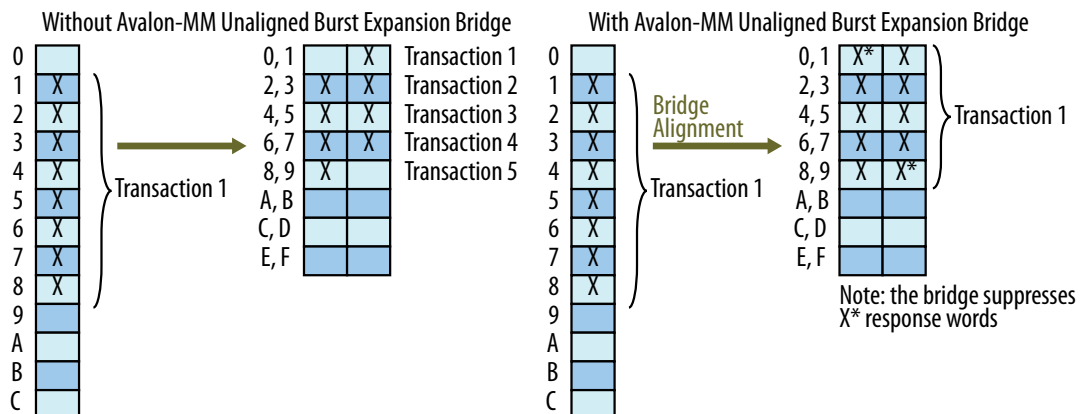 Without Avalon-MM Unaligned Burst Expansion Bridge
0
1 X
2 X
3 X
4 X
5 X
6 X
7 X
8 X
9
A
B
C
Transaction 1
0, 1 X Transaction 1
2, 3 X X Transaction 2
4, 5 X X Transaction 3
6, 7 X X Transaction 4
8, 9 X Transaction 5
A, B
C, D
E, F
With Avalon-MM Unaligned Burst Expansion Bridge
0
1 X
2 X
3 X
4 X
5 X
6 X
7 X
8 X
9
A
B
C
Transaction 1
Bridge
Alignment
0, 1 X* X
2, 3 X X
4, 5 X X
6, 7 X X
8, 9 X X*
A, B
C, D
E, F
Transaction 1
Note: the bridge suppresses
X* response words